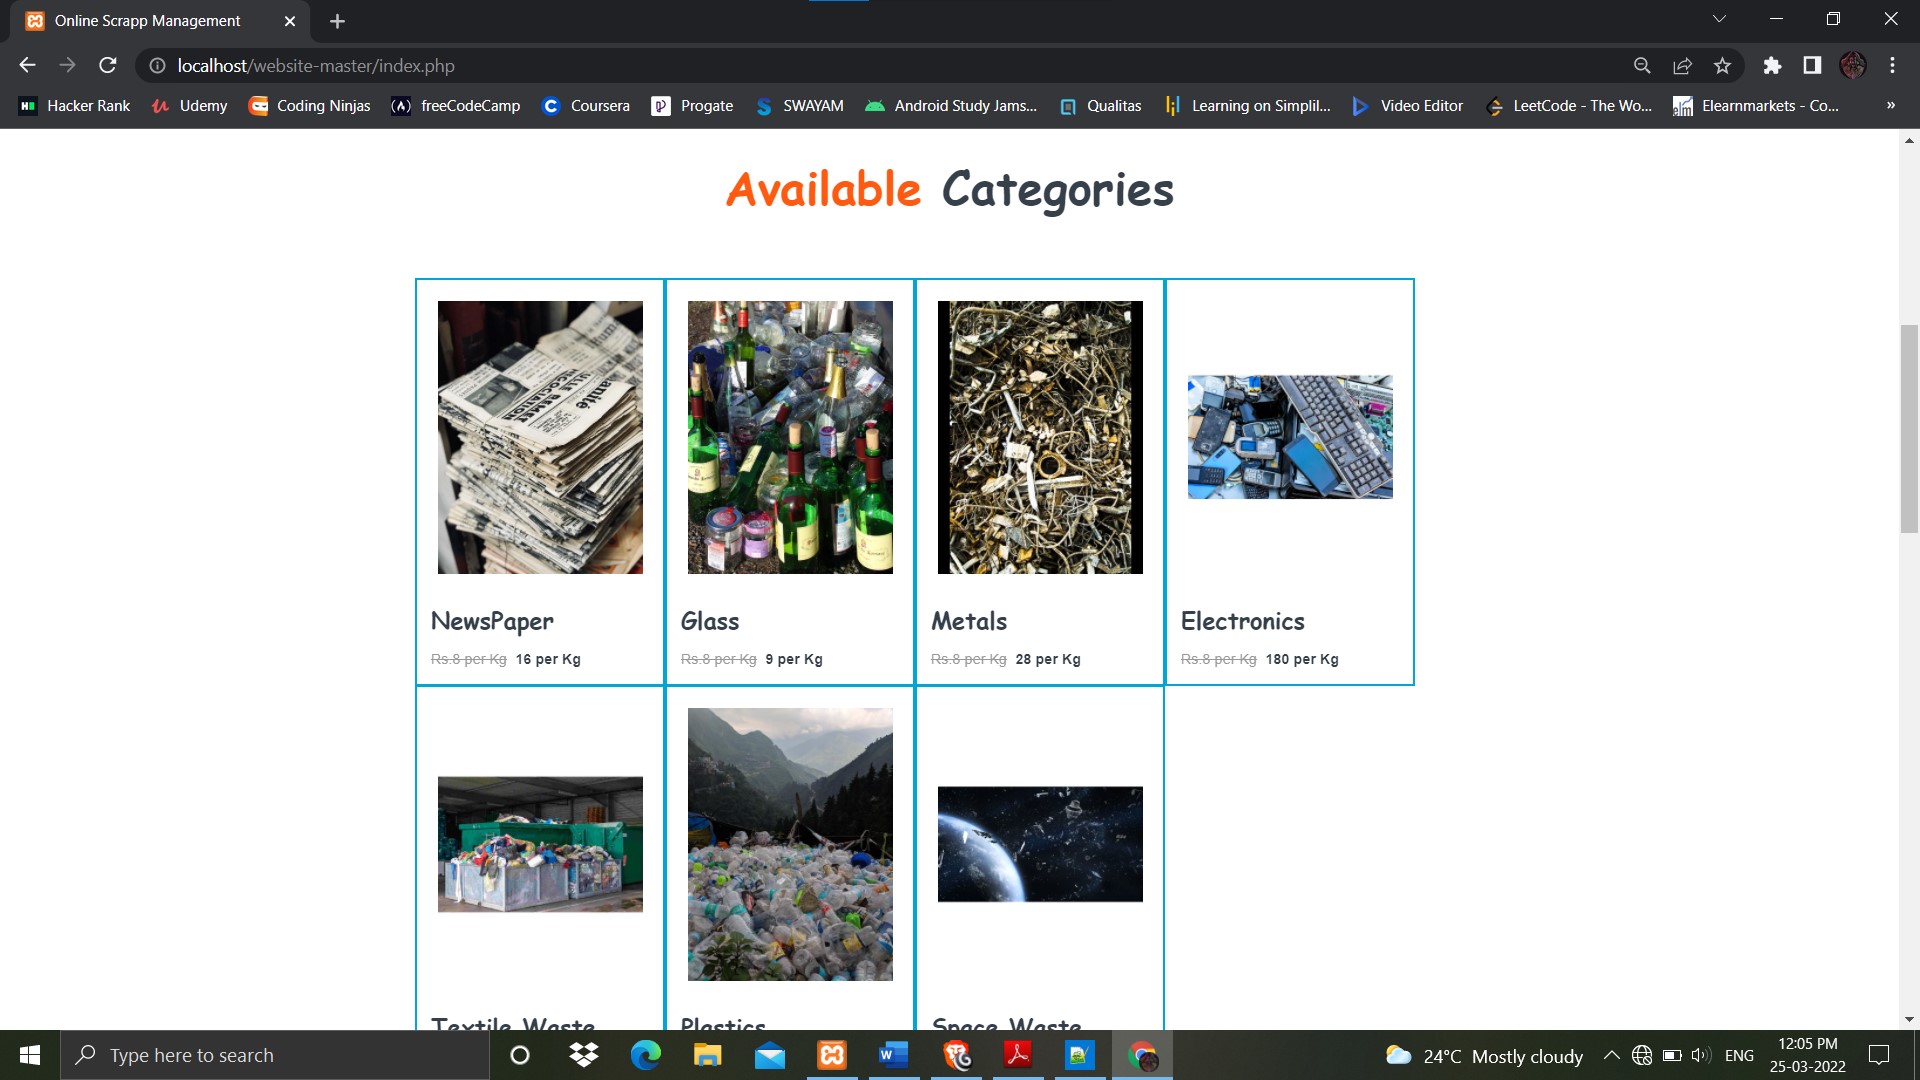 Online Scrapp Management
localhost/website-master/index.php
Hacker Rank Udemy Coding Ninjas freeCodeCamp Coursera Progate SWAYAM Android Study Jams... Qualitas Learning on Simplil... Video Editor LeetCode - The Wo... Elearnmarkets - Co... »
Available Categories
NewsPaper Glass Metals Electronics
Rs.8 per Kg 16 per Kg Rs.8 per Kg 9 per Kg Rs.8 per Kg 28 per Kg Rs.8 per Kg 180 per Kg
Textile Waste Plastics Space Waste
Type here to search
24°C Mostly cloudy
ENG
12:05 PM
25-03-2022